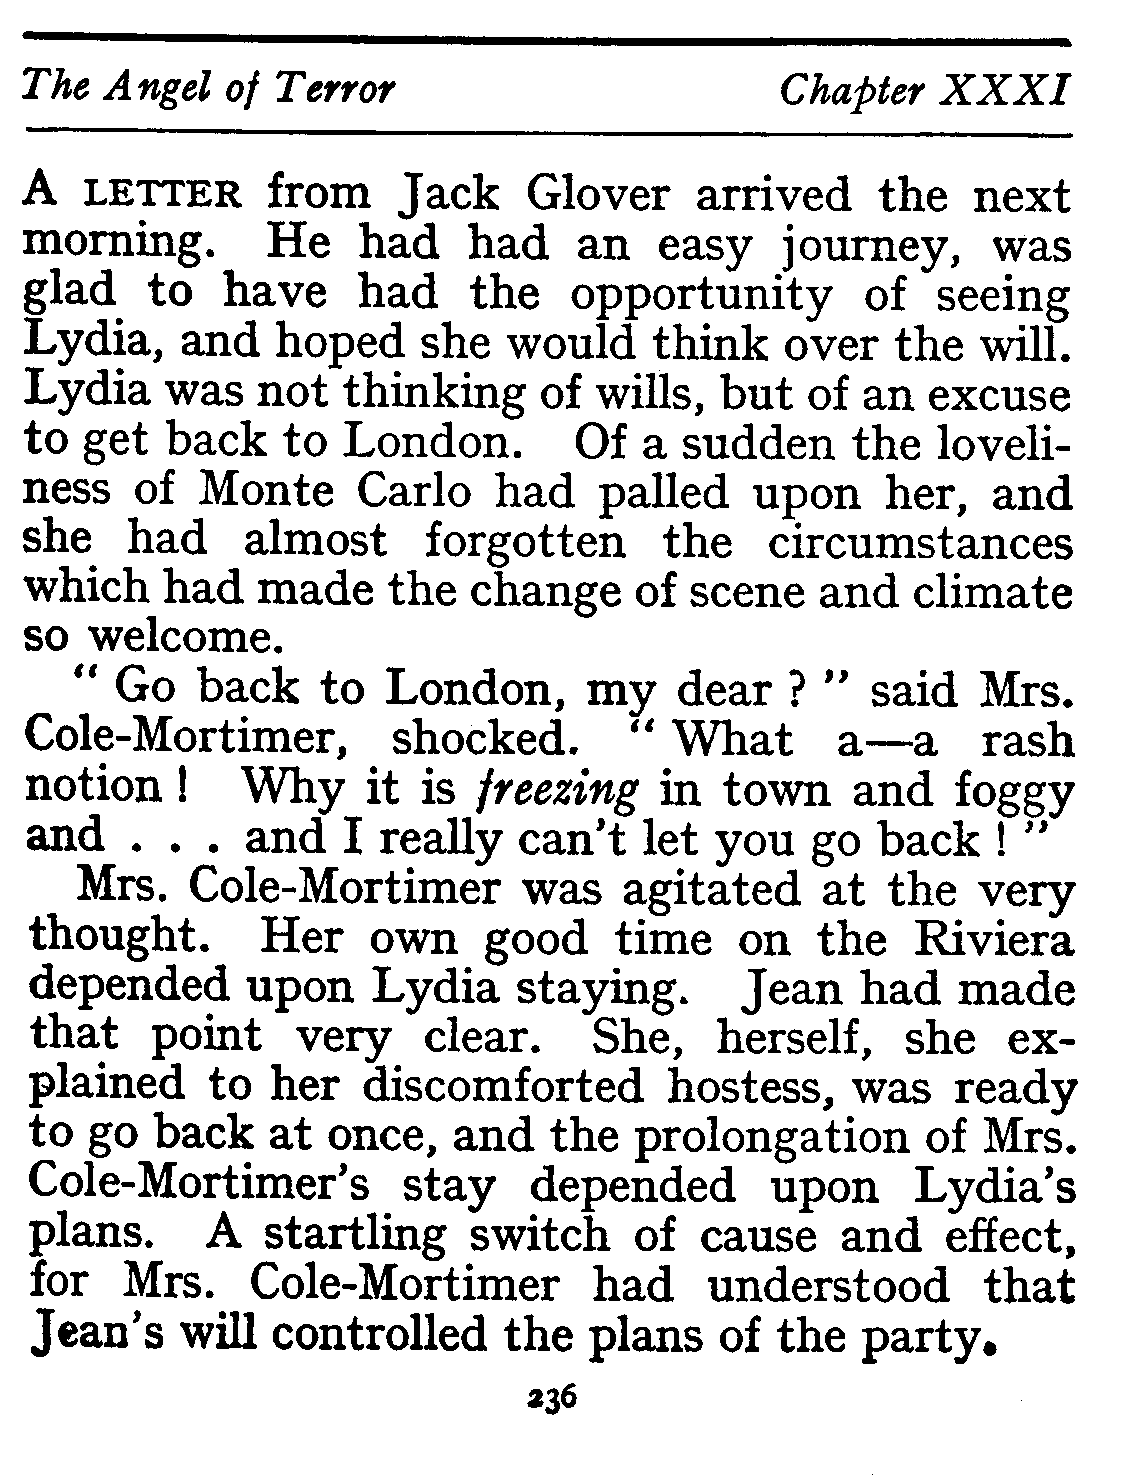 The Angel of Terror Chapter XXXI
A LETTER from Jack Glover arrived the next
morning. He had had an easy journey, was
glad to have had the opportunity of seeing
Lydia, and hoped she would think over the will.
Lydia was not thinking of wills, but of an excuse
to get back to London. Of a sudden the loveli-
ness of Monte Carlo had palled upon her, and
she had almost forgotten the circumstances
which had made the change of scene and climate
so welcome.
“ Go back to London, my dear ? ” said Mrs.
Cole-Mortimer, shocked. “ What a—a rash
notion ! Why it is freezing in town and foggy
and . . . and I really can't let you go back ! ”
Mrs. Cole-Mortimer was agitated at the very
thought. Her own good time on the Riviera
depended upon Lydia staying. Jean had made
that point very clear. She, herself, she ex-
plained to her discomforted hostess, was ready
to go back at once, and the prolongation of Mrs.
Cole-Mortimer's stay depended upon Lydia's
plans. A startling switch of cause and effect,
for Mrs. Cole-Mortimer had understood that
Jean's will controlled the plans of the party.
236